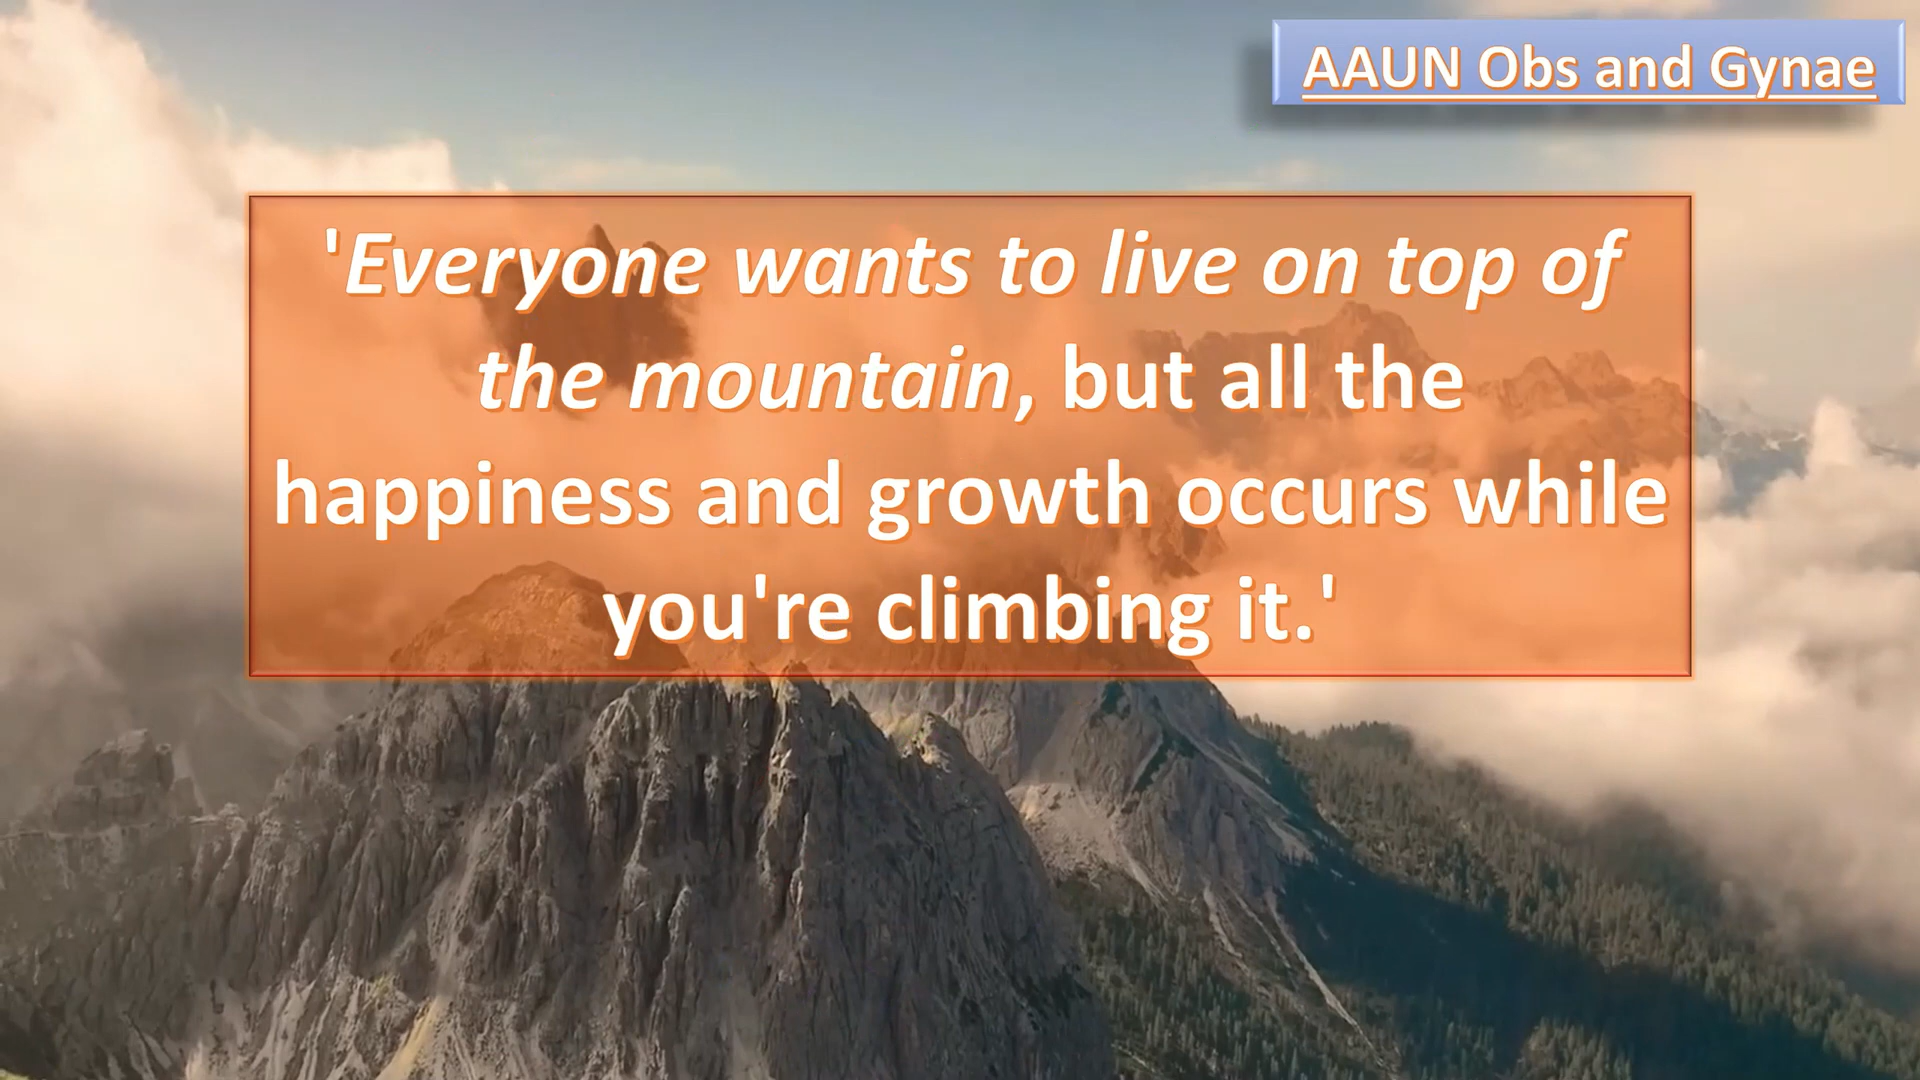 AAUN Obs and Gynae
'Everyone wants to live on top of
the mountain, but all the
happiness and growth occurs while
you're climbing it.'